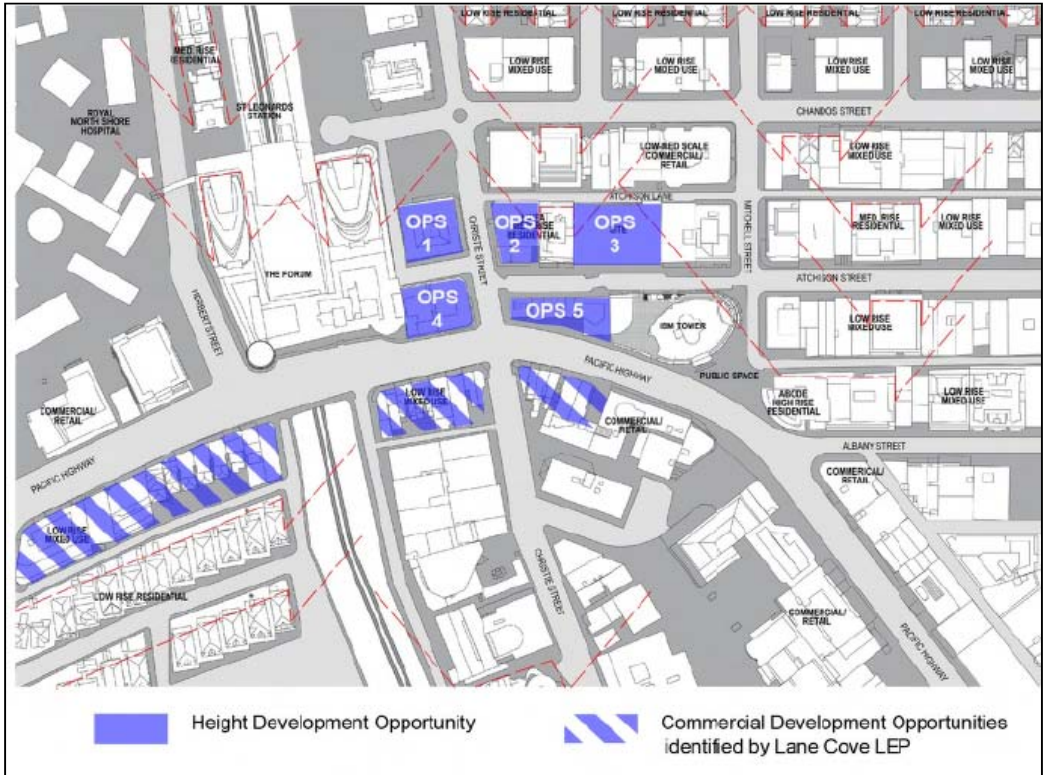 LOW RISE RESIDENTIAL
LOW RISE RESIDENTIAL
LOW RISE RESIDENTIAL
LOW RISE RESIDENTIAL
MED. RISE
RESIDENTIAL
LOW RISE
MIXED USE
LOW RISE
MIXED USE
LOW RISE
MIXED USE
LOW RISE
MIXED USE
ROYAL
NORTH SHORE
HOSPITAL
ST LEONARDS
STATION
CHANDOS STREET
LOW-MED SCALE
COMMERCIAL/
RETAIL
LOW RISE
MIXED USE
ATCHISON LANE
MITCHELL STREET
OPS
1
CHRISTIE STREET
OPS
2
RESIDENTIAL
OPS
3
SITE
MED. RISE
RESIDENTIAL
LOW RISE
MIXED USE
THE FORUM
ATCHISON STREET
HERBERT STREET
OPS
4
OPS 5
IBM TOWER
LOW RISE
MIXED USE
PACIFIC HIGHWAY
PUBLIC SPACE
COMMERCIAL/
RETAIL
LOW RISE
MIXED USE
COMMERCIAL/
RETAIL
ABCDE
HIGH RISE
RESIDENTIAL
LOW RISE
MIXED USE
ALBANY STREET
PACIFIC HIGHWAY
COMMERICAL/
RETAIL
LOW RISE
MIXED USE
CHRISTIE STREET
LOW RISE RESIDENTIAL
COMMERCIAL/
RETAIL
PACIFIC HIGHWAY
Height Development Opportunity
Commercial Development Opportunities
identified by Lane Cove LEP